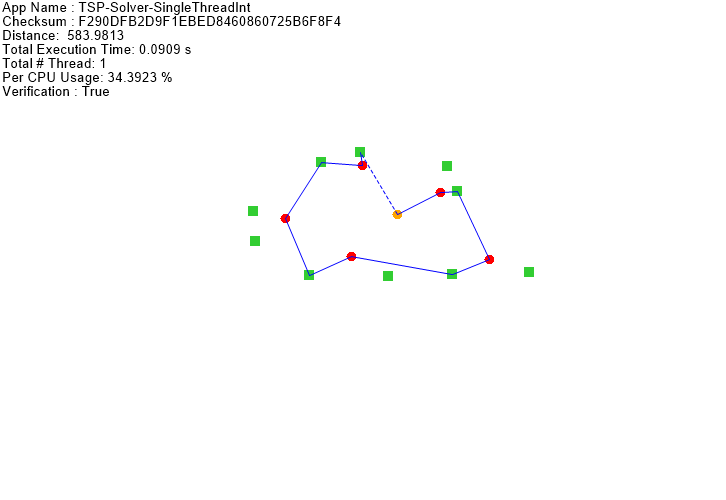 App Name : TSP-Solver-SingleThreadInt
Checksum : F290DFB2D9F1EBED8460860725B6F8F4
Distance:  583.9813
Total Execution Time: 0.0909 s
Total # Thread: 1
Per CPU Usage: 34.3923 %
Verification : True